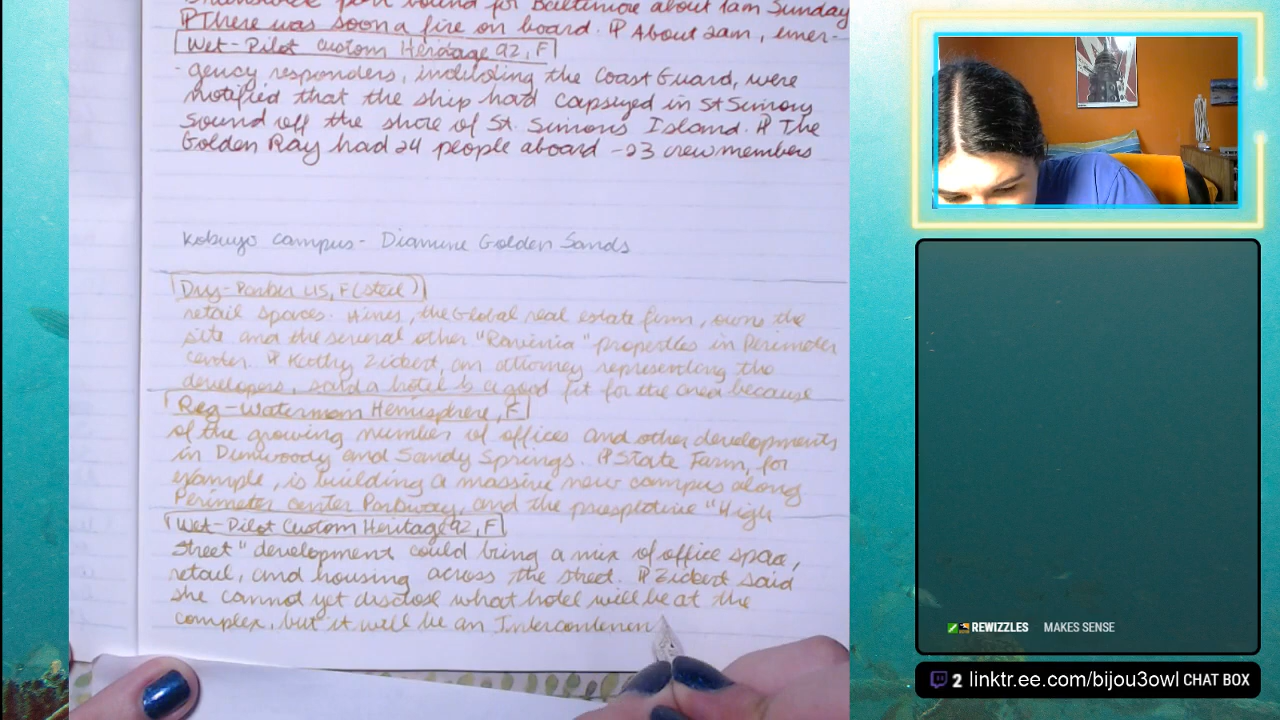 Brunswick port bound for Baltimore about 1am Sunday
¶There was soon a fire on board. ¶ About 2am, emer-
Wet-Pilot Custom Heritage 92, F
-gency responders, including the Coast Guard, were
notified that the ship had capsized in St Simons
Sound off the shore of St. Simons Island. ¶ The
Golden Ray had 24 people aboard -23 crewmembers
Kobuyo campus- Diamine Golden Sands
Dry-Parker 45, F (steel)
retail spaces. Hines, the Global real estate firm, owns the
site and the several other "Ravinia" properties in Perimeter
Center. ¶ Kathy Zickert, an attorney representing the
developers, said a hotel is a good fit for the area because
Reg-Waterman Hemisphere, F
of the growing number of offices and other developments
in Dunwoody and Sandy Springs. ¶State Farm, for
example, is building a massive new campus along
Perimeter Center Parkway, and the "High
Wet-Pilot Custom Heritage 92, F
Street" development could bring a mix of office space,
retail, and housing across the street. ¶ Zickert said
she cannot yet disclose what hotel will be at the
complex, but it will be an Intercontenen
REWIZZLES MAKES SENSE
2 linktr.ee.com/bijou3owl CHAT BOX